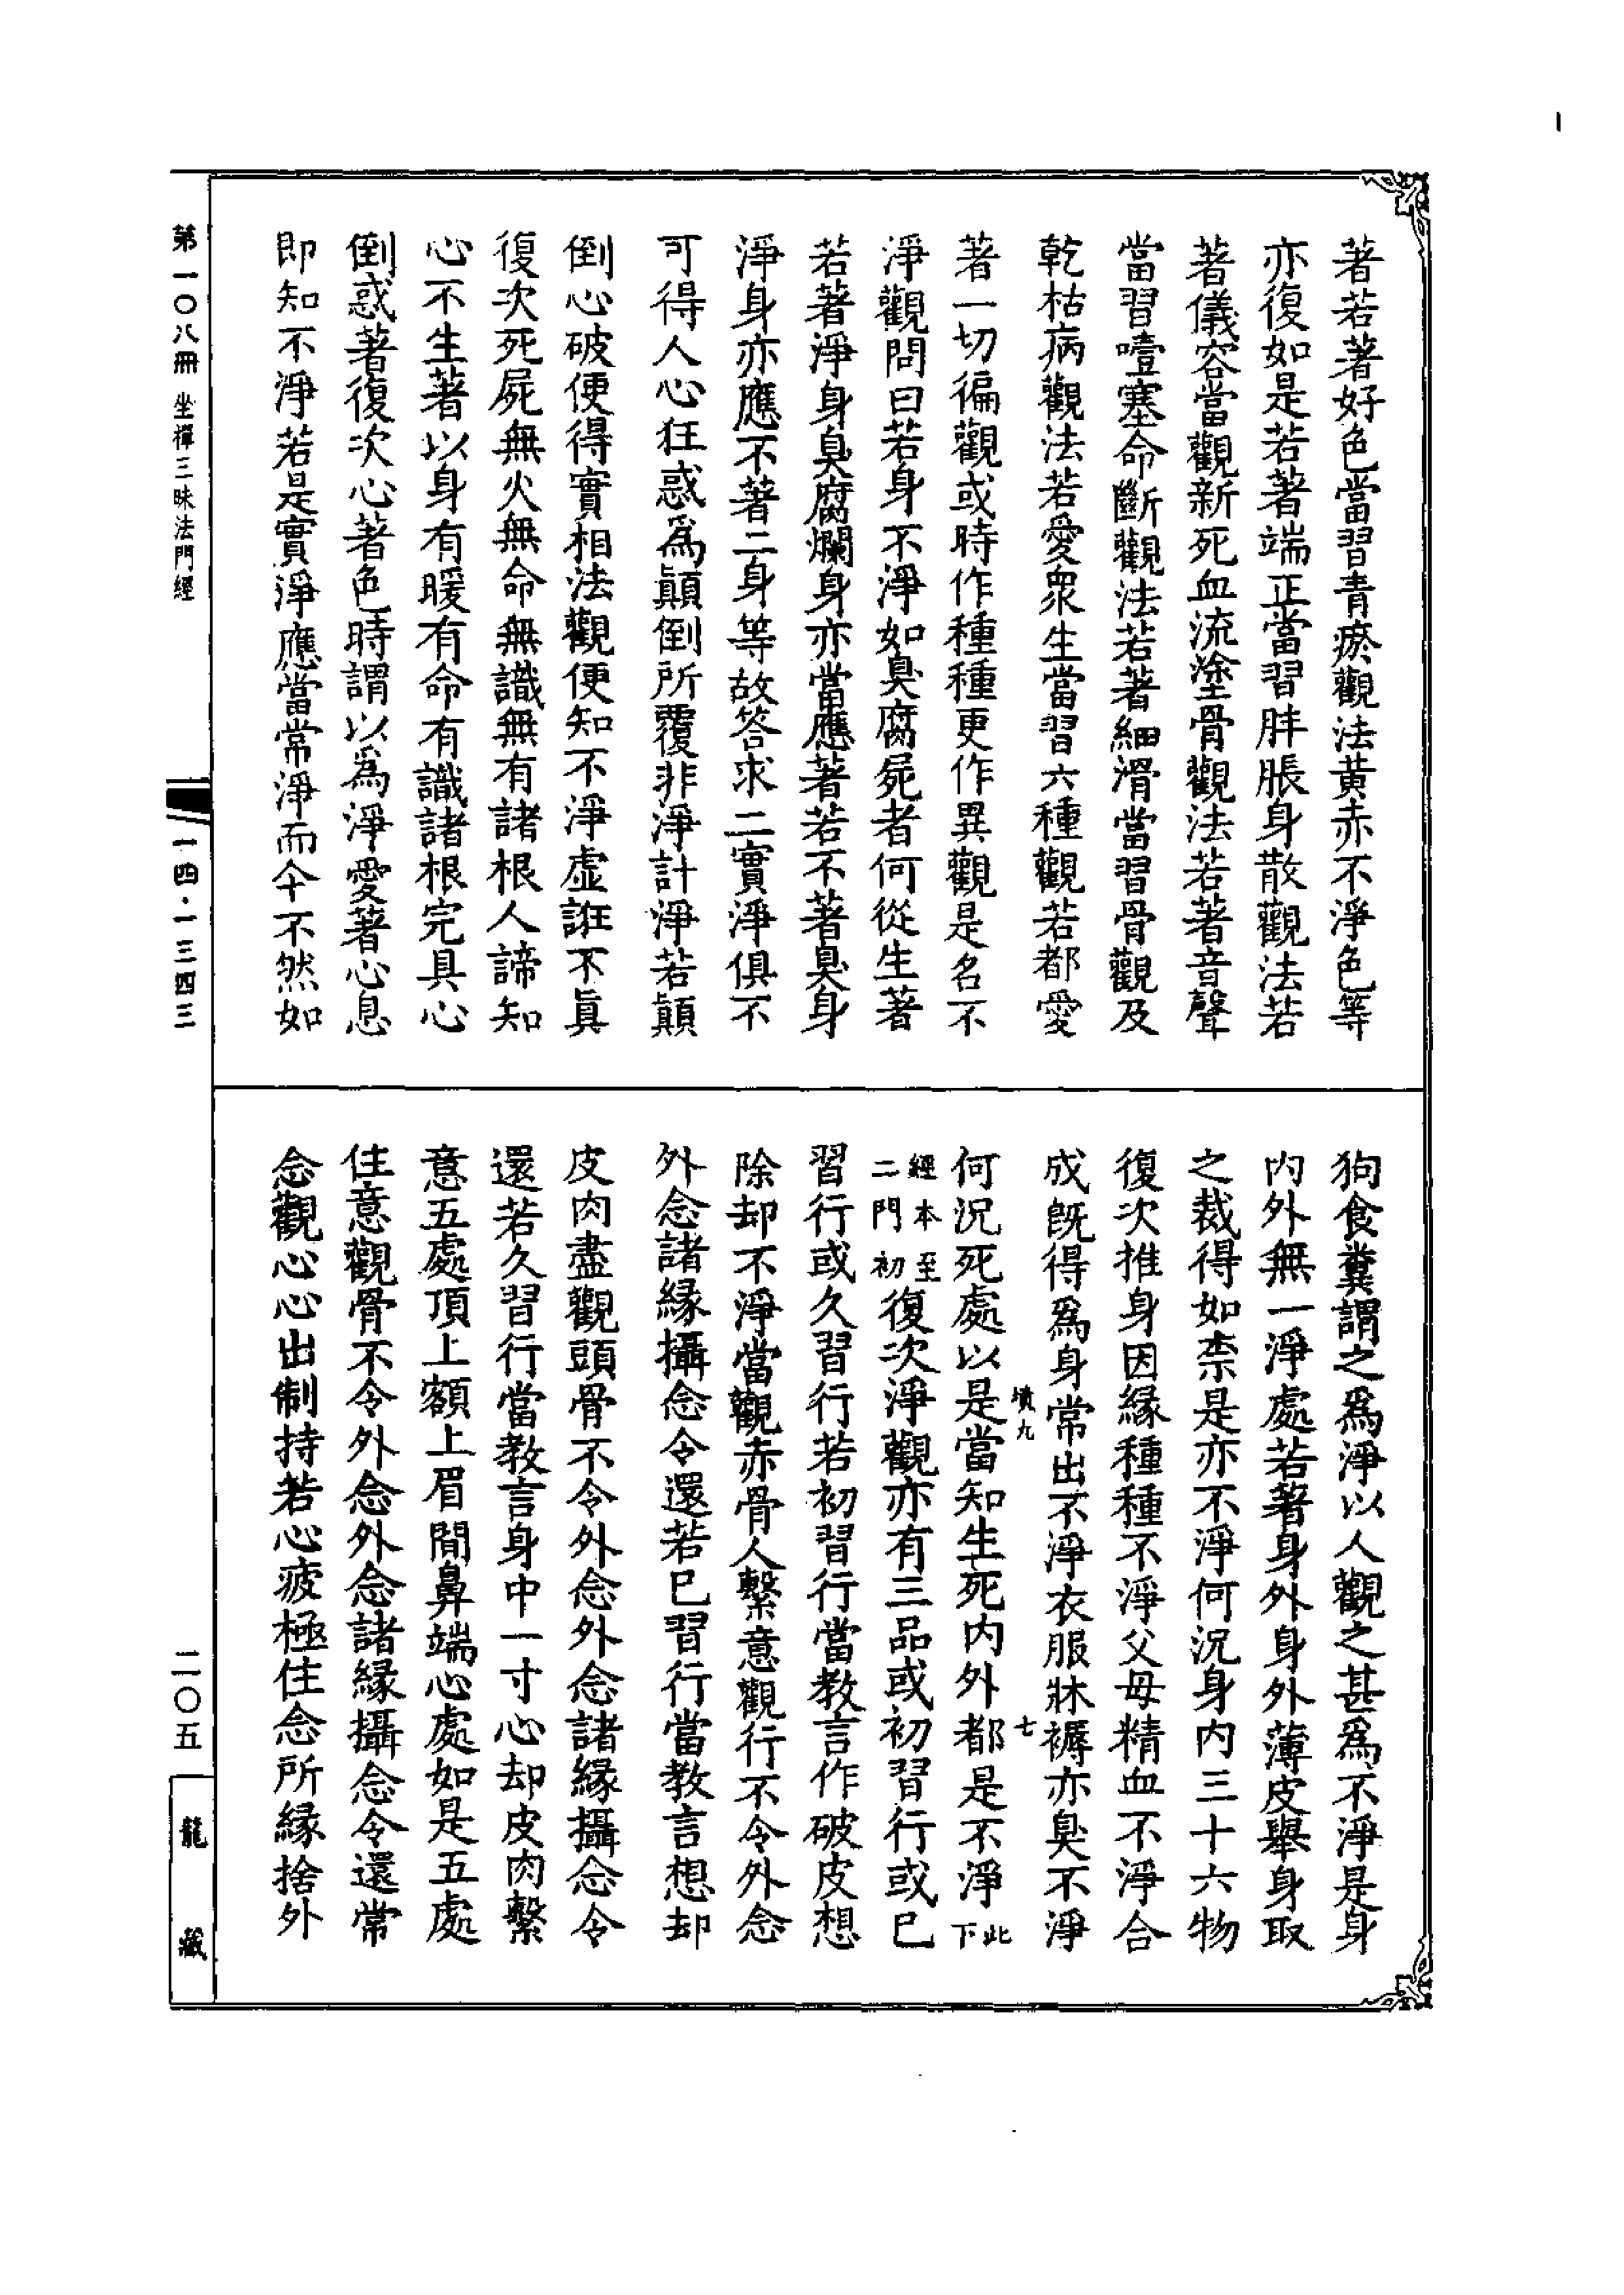 著若著好色當習青瘀觀法黃赤不淨色等
亦復如是若著端正當習胖脹身散觀法若
著儀容當觀新死血流塗骨觀法若著音聲
當習噎塞命斷觀法若著細滑當習骨觀及
乾枯病觀法若愛衆生當習六種觀若都愛
著一切徧觀或時作種種更作異觀是名不
淨觀問曰若身不淨如臭腐屍者何從生著
若著淨身臭腐爛身亦當應著若不著臭身
淨身亦應不著二身等故答求二實淨俱不
可得人心狂惑爲顚倒所覆非淨計淨若顚
倒心破便得實相法觀便知不淨虛誑不眞
復次死屍無火無命無識無有諸根人諦知
心不生著以身有暖有命有識諸根完具心
倒惑著復次心著色時謂以爲淨愛著心息
即知不淨若是實淨應當常淨而今不然如
狗食糞謂之爲淨以人觀之甚爲不淨是身
内外無一淨處若著身外身外薄皮舉身取
之裁得如柰是亦不淨何況身内三十六物
復次推身因緣種種不淨父母精血不淨合
成既得爲身常出不淨衣服牀褥亦臭不淨
何況死處以是當知生死内外都是不淨此下
經本至二門初復次淨觀亦有三品或初習行或已
習行或久習行若初習行當教言作破皮想
除却不淨當觀赤骨人繫意觀行不令外念
外念諸緣攝念令還若已習行當教言想却
皮肉盡觀頭骨不令外念外念諸緣攝念令
還若久習行當教言身中一寸心却皮肉繫
意五處頂上額上眉間鼻端心處如是五處
住意觀骨不令外念外念諸緣攝念令還常
念觀心心出制持若心疲極住念所緣捨外
墳九
七
第一〇八冊 坐禪三昧法門經
一四·一三四三
二〇五
龍藏